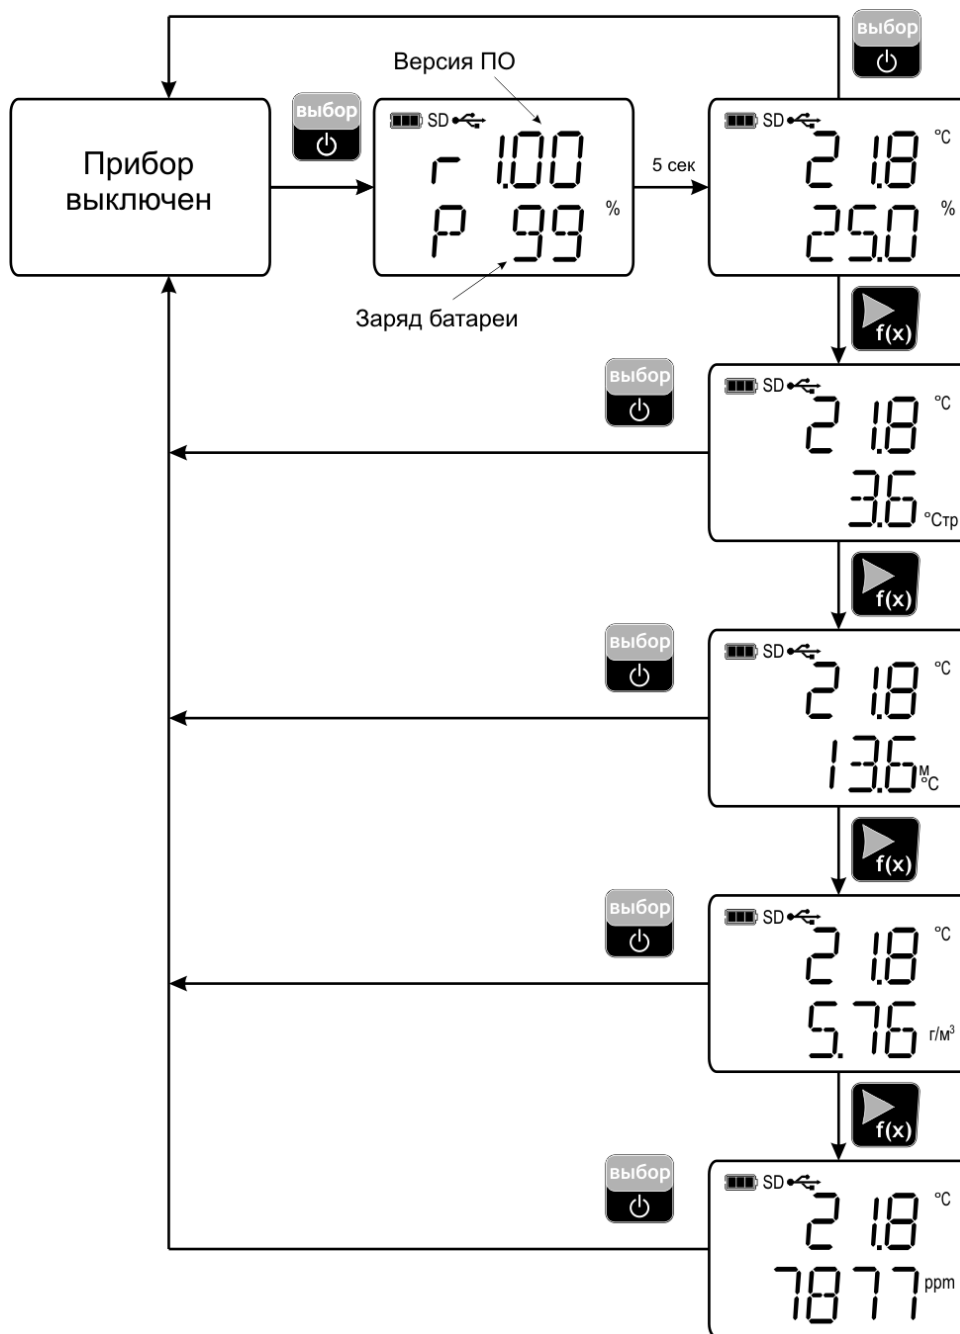 выбор
Версия ПО
Прибор
выключен
выбор
SD
r 1.00
P 99 %
5 сек
SD
21.8 °C
25.0 %
Заряд батареи
f(x)
выбор
SD
21.8 °C
3.6 °Cтр
f(x)
выбор
SD
21.8 °C
13.6 м °C
f(x)
выбор
SD
21.8 °C
5.76 г/м³
f(x)
выбор
SD
21.8 °C
7877 ppm